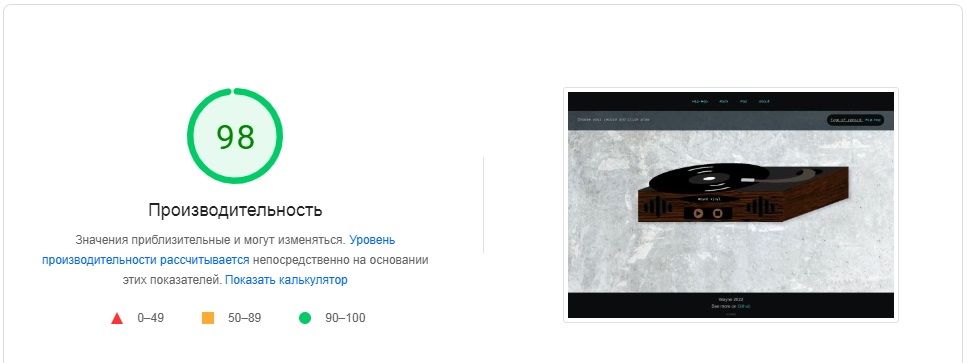 98
Производительность
Значения приблизительные и могут изменяться. Уровень
производительности рассчитывается непосредственно на основании
этих показателей. Показать калькулятор
0–49
50–89
90–100